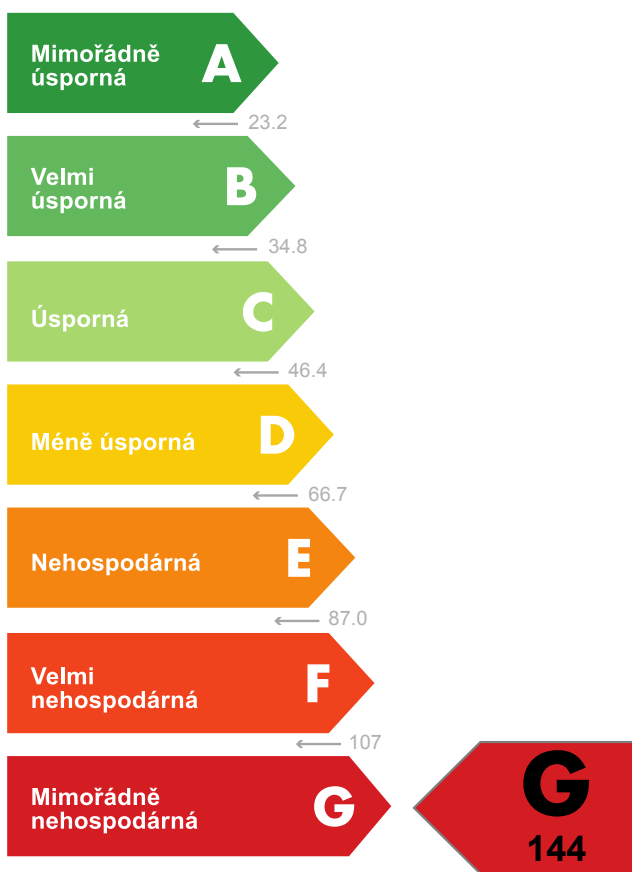 Mimořádně
úsporná A
← 23.2
Velmi
úsporná B
← 34.8
Úsporná C
← 46.4
Méně úsporná D
← 66.7
Nehospodárná E
← 87.0
Velmi
nehospodárná F
← 107
Mimořádně
nehospodárná G
G
144